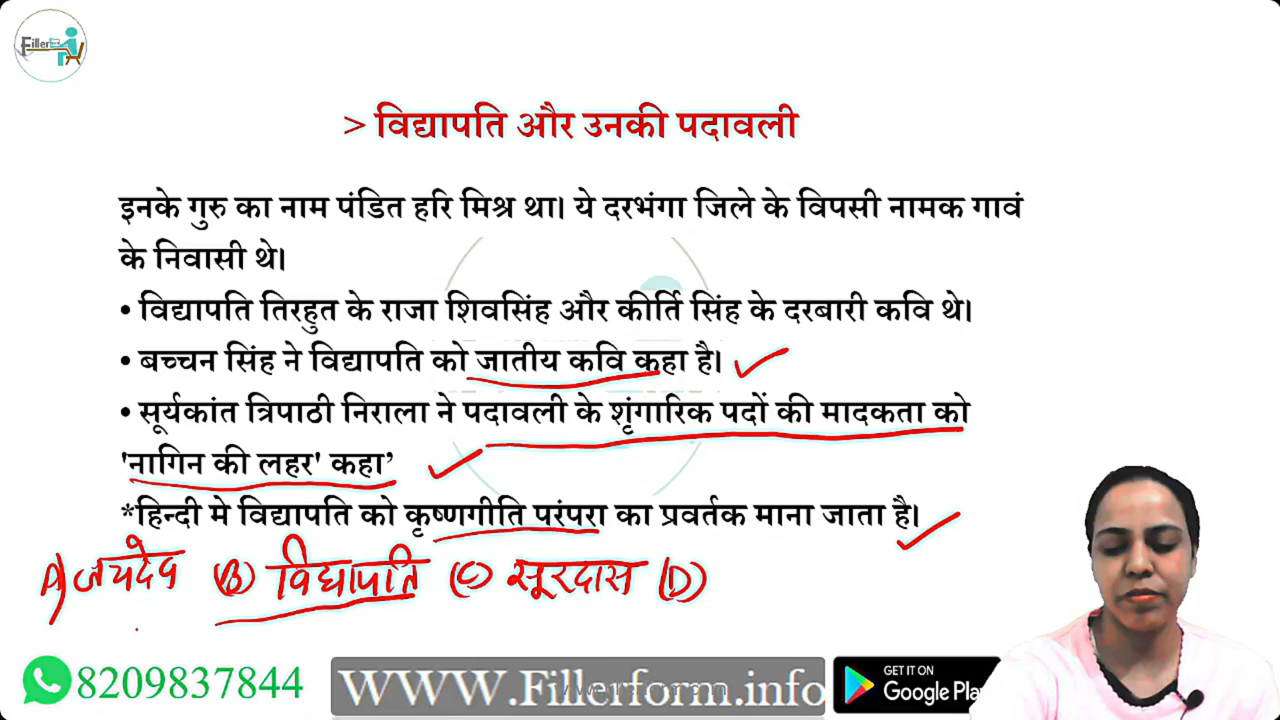 Filler
> विद्यापति और उनकी पदावली
इनके गुरु का नाम पंडित हरि मिश्र था। ये दरभंगा जिले के विपसी नामक गावं
के निवासी थे।
• विद्यापति तिरहुत के राजा शिवसिंह और कीर्ति सिंह के दरबारी कवि थे।
• बच्चन सिंह ने विद्यापति को जातीय कवि कहा है।
• सूर्यकांत त्रिपाठी निराला ने पदावली के शृंगारिक पदों की मादकता को
'नागिन की लहर' कहा’
*हिन्दी मे विद्यापति को कृष्णगीति परंपरा का प्रवर्तक माना जाता है।
A) जयदेव (B) विद्यापति (C) सूरदास (D)
8209837844
www.Fillerform.info
GET IT ON
Google Play